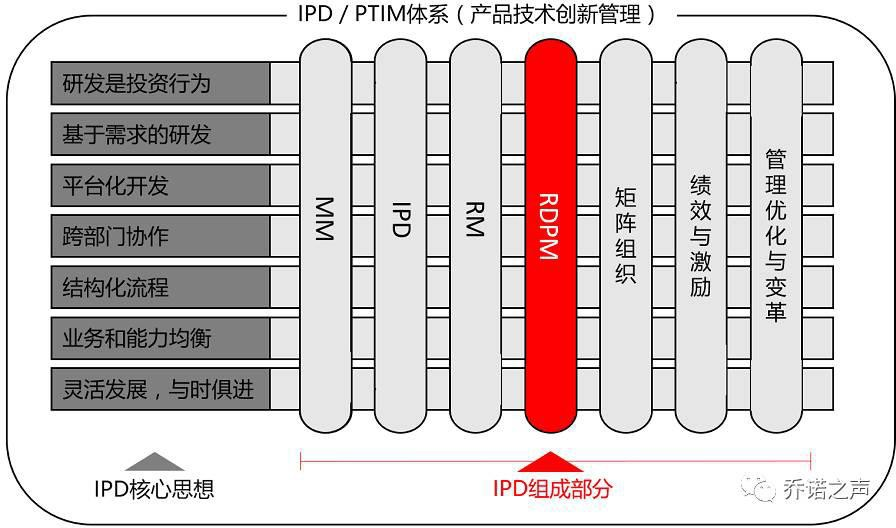 IPD / PTIM体系（产品技术创新管理）
研发是投资行为
基于需求的研发
平台化开发
跨部门协作
结构化流程
业务和能力均衡
灵活发展，与时俱进
MM
IPD
RM
RDPM
矩阵组织
绩效与激励
管理优化与变革
IPD核心思想
IPD组成部分
乔诺之声